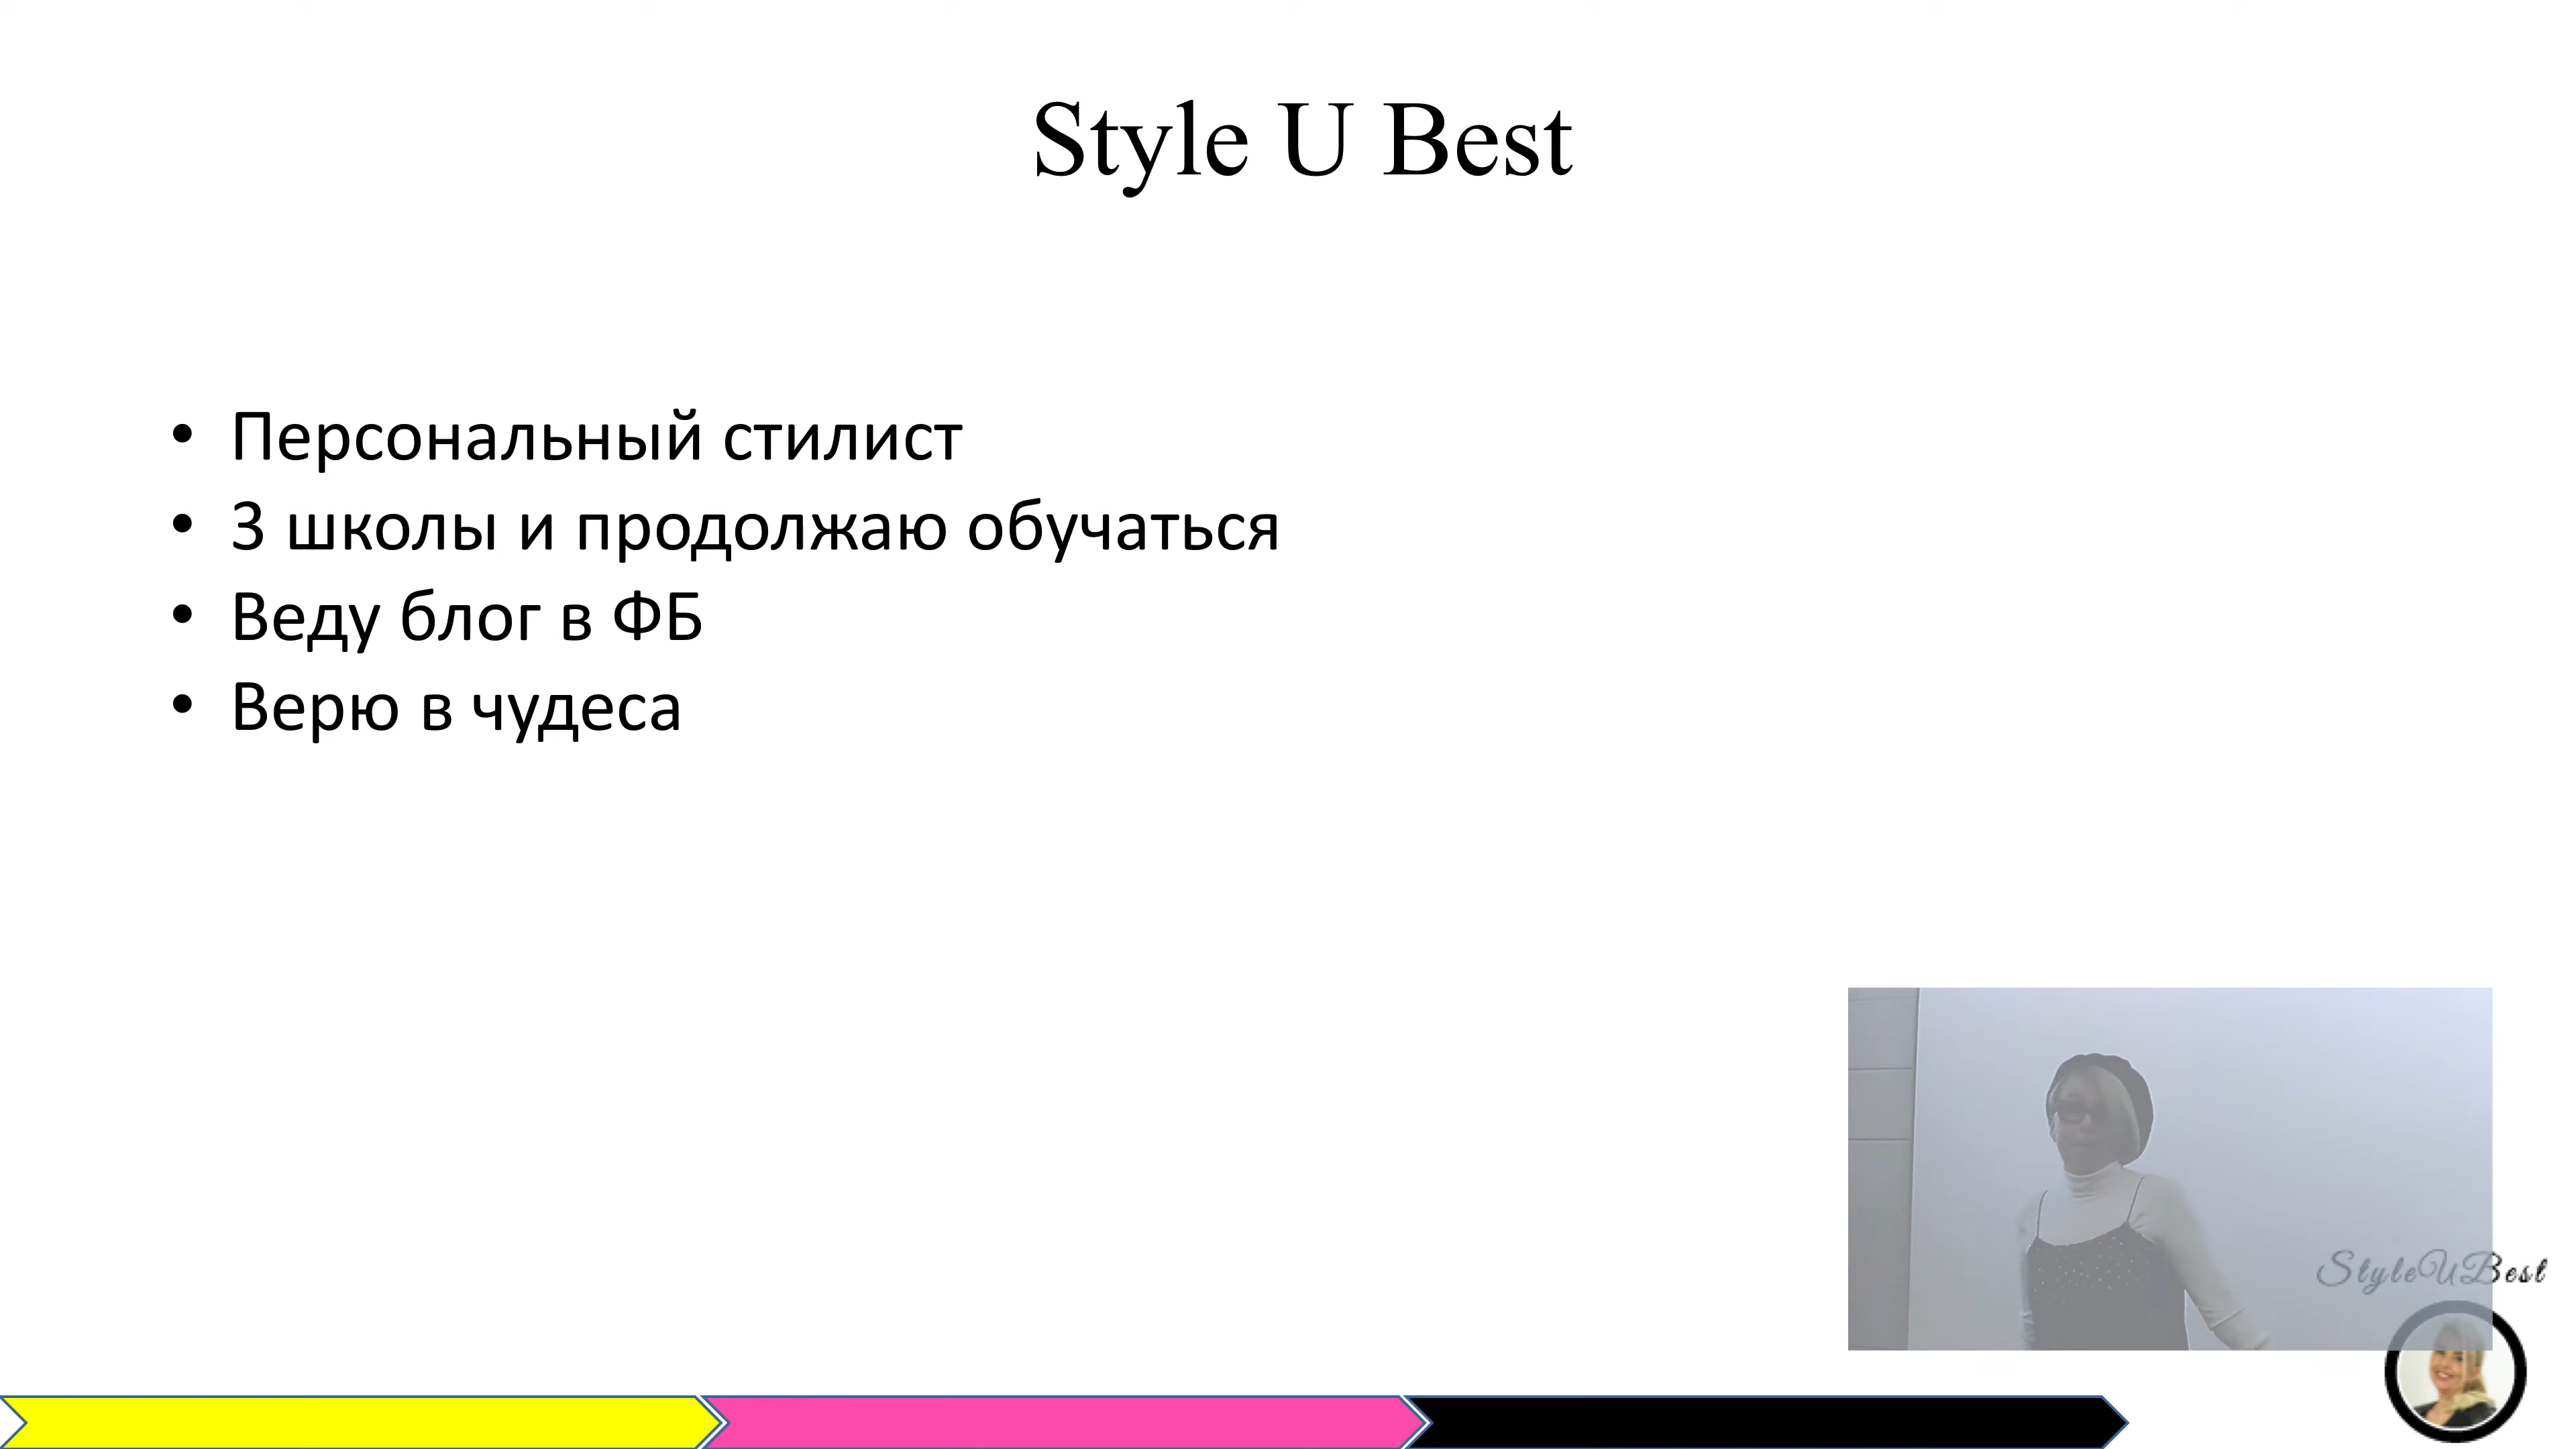 Style U Best
• Персональный стилист
• 3 школы и продолжаю обучаться
• Веду блог в ФБ
• Верю в чудеса
StyleUBest